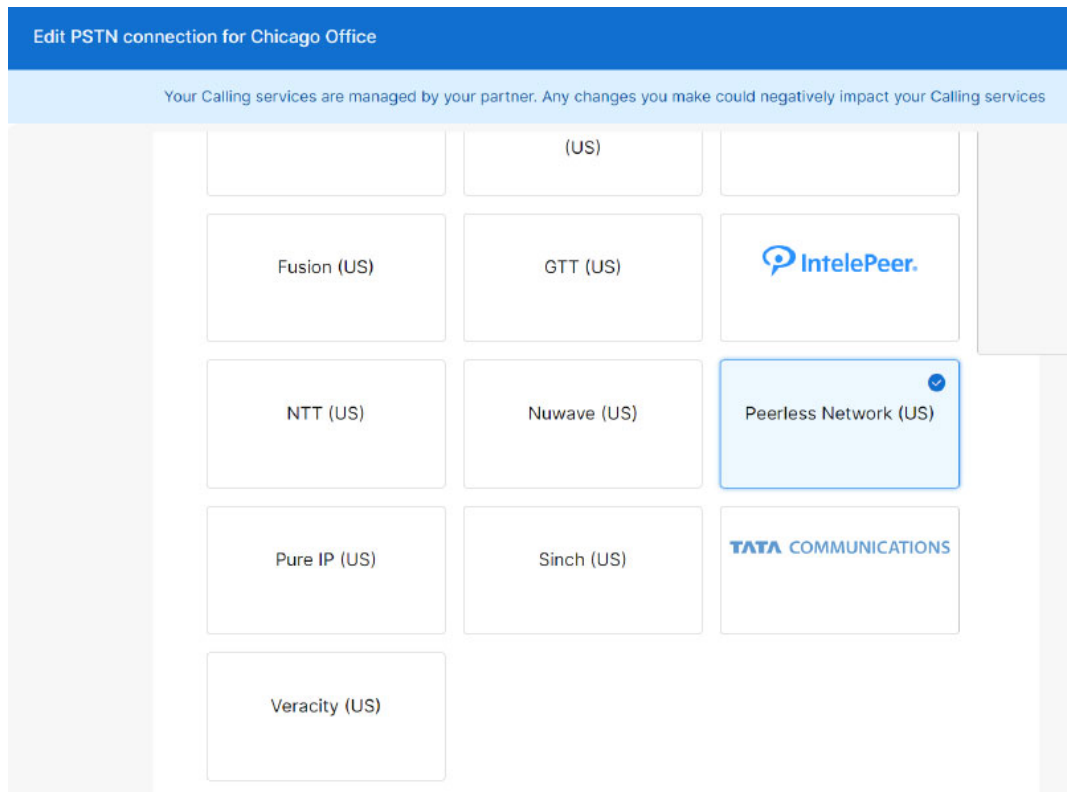 Edit PSTN connection for Chicago Office
Your Calling services are managed by your partner. Any changes you make could negatively impact your Calling services
(US)
Fusion (US)
GTT (US)
IntelePeer.
NTT (US)
Nuwave (US)
Peerless Network (US)
Pure IP (US)
Sinch (US)
TATA COMMUNICATIONS
Veracity (US)